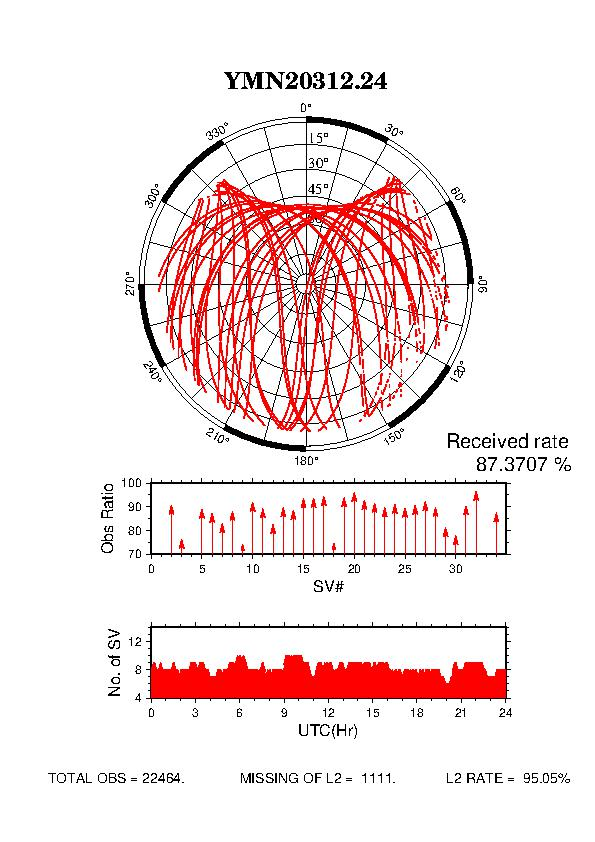 YMN20312.24
0°
330°
30°
15°
30°
300°
45°
60°
270°
90°
240°
120°
210°
150°
180°
Received rate
87.3707 %
100
90
80
70
Obs Ratio
0 5 10 15 20 25 30
SV#
12
8
4
No. of SV
0 3 6 9 12 15 18 21 24
UTC(Hr)
TOTAL OBS = 22464. MISSING OF L2 = 1111. L2 RATE = 95.05%